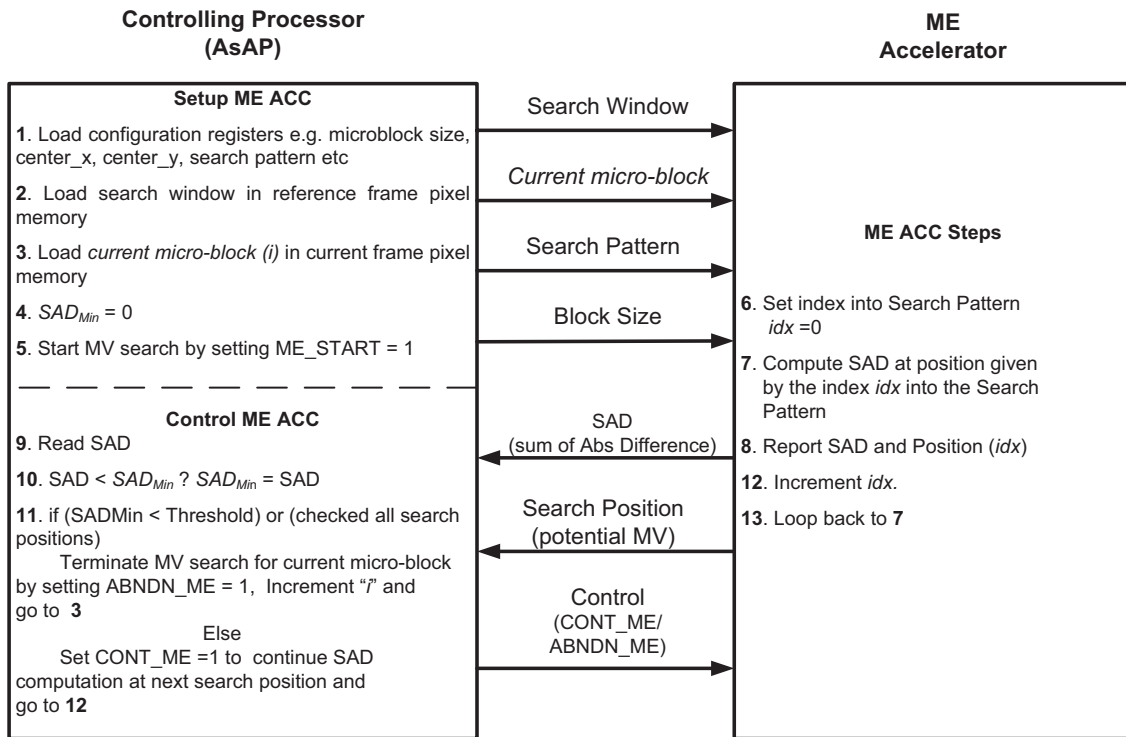 Controlling Processor
(AsAP)
ME
Accelerator
Setup ME ACC
1. Load configuration registers e.g. microblock size,
center_x, center_y, search pattern etc
2. Load search window in reference frame pixel
memory
3. Load current micro-block (i) in current frame pixel
memory
4. SADMin = 0
5. Start MV search by setting ME_START = 1
Control ME ACC
9. Read SAD
10. SAD < SADMin ? SADMin = SAD
11. if (SADMin < Threshold) or (checked all search
positions)
Terminate MV search for current micro-block
by setting ABNDN_ME = 1, Increment “i” and
go to 3
Else
Set CONT_ME =1 to continue SAD
computation at next search position and
go to 12
Search Window
Current micro-block
Search Pattern
Block Size
SAD
(sum of Abs Difference)
Search Position
(potential MV)
Control
(CONT_ME/
ABNDN_ME)
ME ACC Steps
6. Set index into Search Pattern
idx =0
7. Compute SAD at position given
by the index idx into the Search
Pattern
8. Report SAD and Position (idx)
12. Increment idx.
13. Loop back to 7